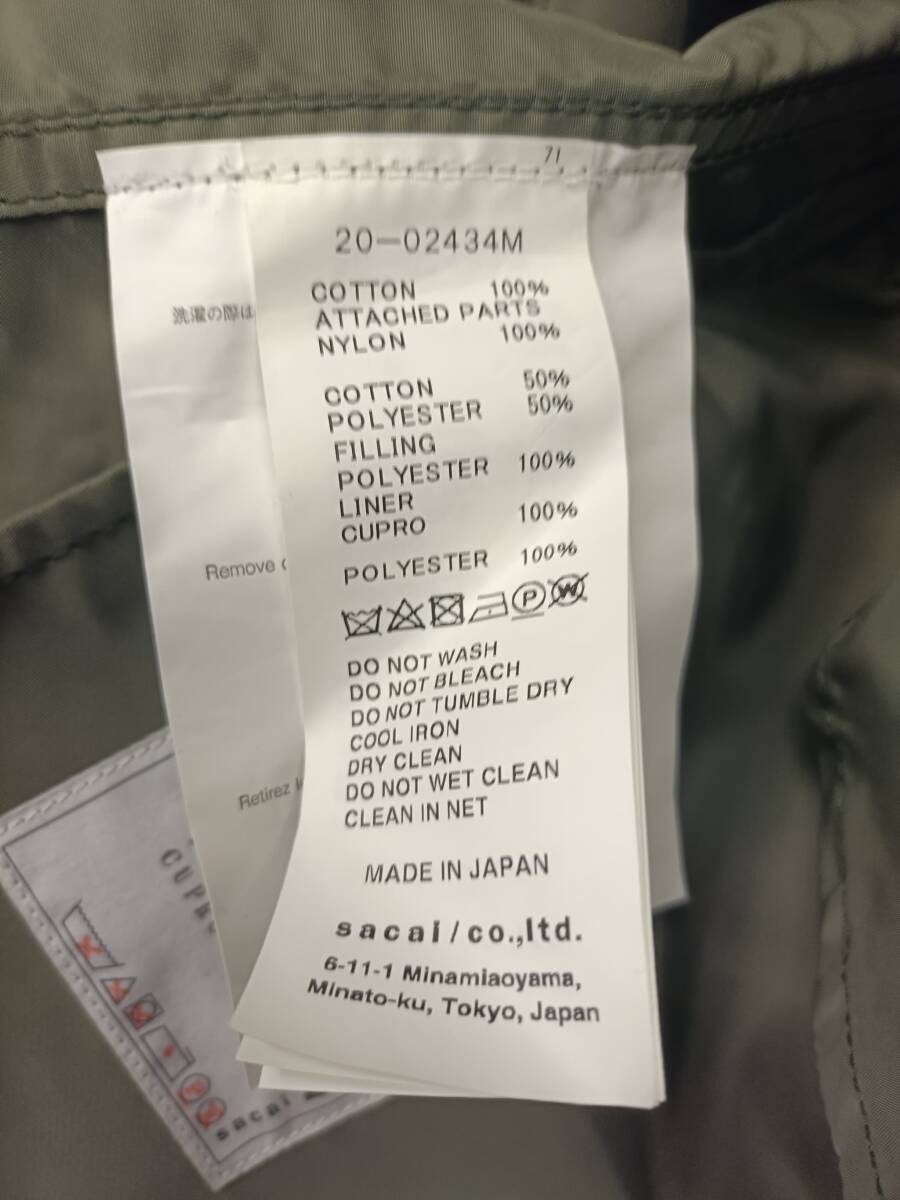 71
20-02434M
COTTON 100%
ATTACHED PARTS
NYLON 100%
COTTON 50%
POLYESTER 50%
FILLING
POLYESTER 100%
LINER
CUPRO 100%
POLYESTER 100%
P W
DO NOT WASH
DO NOT BLEACH
DO NOT TUMBLE DRY
COOL IRON
DRY CLEAN
DO NOT WET CLEAN
CLEAN IN NET
MADE IN JAPAN
sacai/co.,ltd.
6-11-1 Minamiaoyama,
Minato-ku, Tokyo, Japan
洗濯の際は
Remove
Retirez
sacai